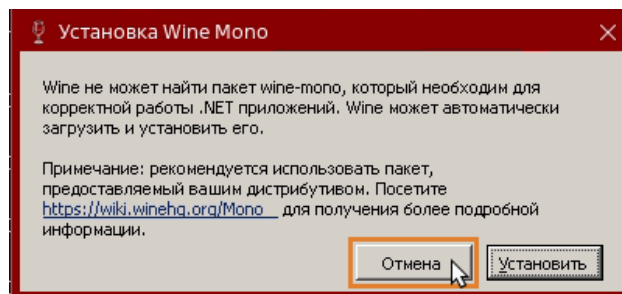 Установка Wine Mono
Wine не может найти пакет wine-mono, который необходим для
корректной работы .NET приложений. Wine может автоматически
загрузить и установить его.
Примечание: рекомендуется использовать пакет,
предоставляемый вашим дистрибутивом. Посетите
https://wiki.winehq.org/Mono для получения более подробной
информации.
Отмена Установить